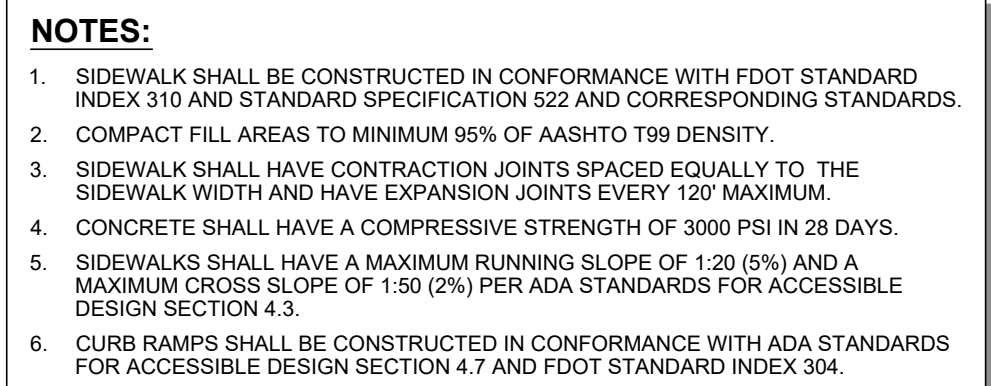 NOTES:
1. SIDEWALK SHALL BE CONSTRUCTED IN CONFORMANCE WITH FDOT STANDARD
INDEX 310 AND STANDARD SPECIFICATION 522 AND CORRESPONDING STANDARDS.
2. COMPACT FILL AREAS TO MINIMUM 95% OF AASHTO T99 DENSITY.
3. SIDEWALK SHALL HAVE CONTRACTION JOINTS SPACED EQUALLY TO THE
SIDEWALK WIDTH AND HAVE EXPANSION JOINTS EVERY 120' MAXIMUM.
4. CONCRETE SHALL HAVE A COMPRESSIVE STRENGTH OF 3000 PSI IN 28 DAYS.
5. SIDEWALKS SHALL HAVE A MAXIMUM RUNNING SLOPE OF 1:20 (5%) AND A
MAXIMUM CROSS SLOPE OF 1:50 (2%) PER ADA STANDARDS FOR ACCESSIBLE
DESIGN SECTION 4.3.
6. CURB RAMPS SHALL BE CONSTRUCTED IN CONFORMANCE WITH ADA STANDARDS
FOR ACCESSIBLE DESIGN SECTION 4.7 AND FDOT STANDARD INDEX 304.